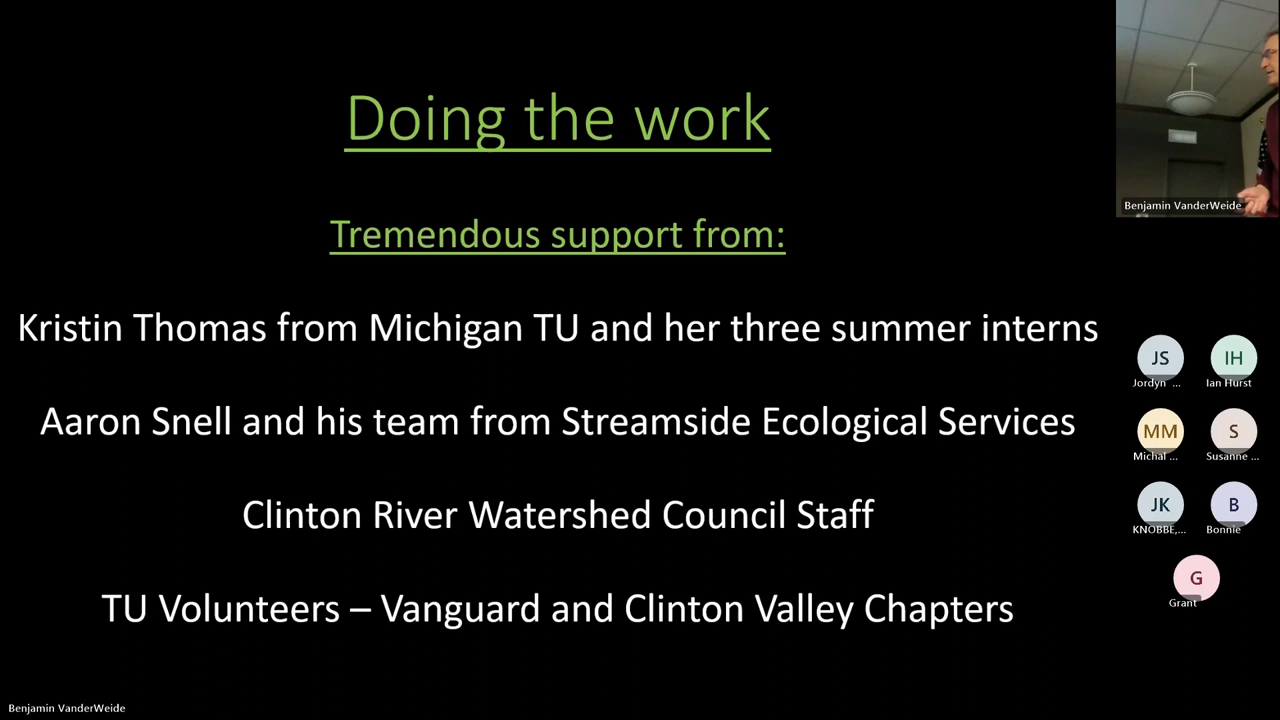 Doing the work
Tremendous support from:
Kristin Thomas from Michigan TU and her three summer interns
Aaron Snell and his team from Streamside Ecological Services
Clinton River Watershed Council Staff
TU Volunteers – Vanguard and Clinton Valley Chapters
Benjamin VanderWeide
JS
IH
Jordyn ...
Ian Hurst
MM
S
Michal ...
Susanne ...
JK
B
KNOBBE,...
Bonnie
G
Grant
Benjamin VanderWeide